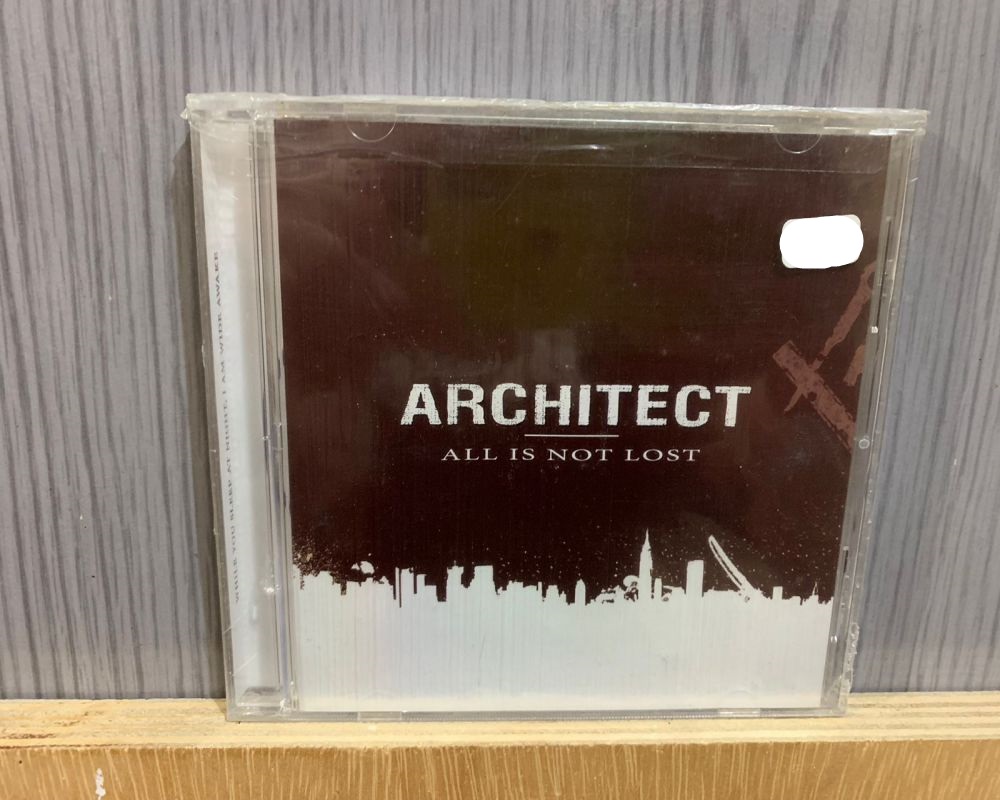 ARCHITECT
ALL IS NOT LOST
WHILE YOU SLEEP AT NIGHT, I AM WIDE AWAKE